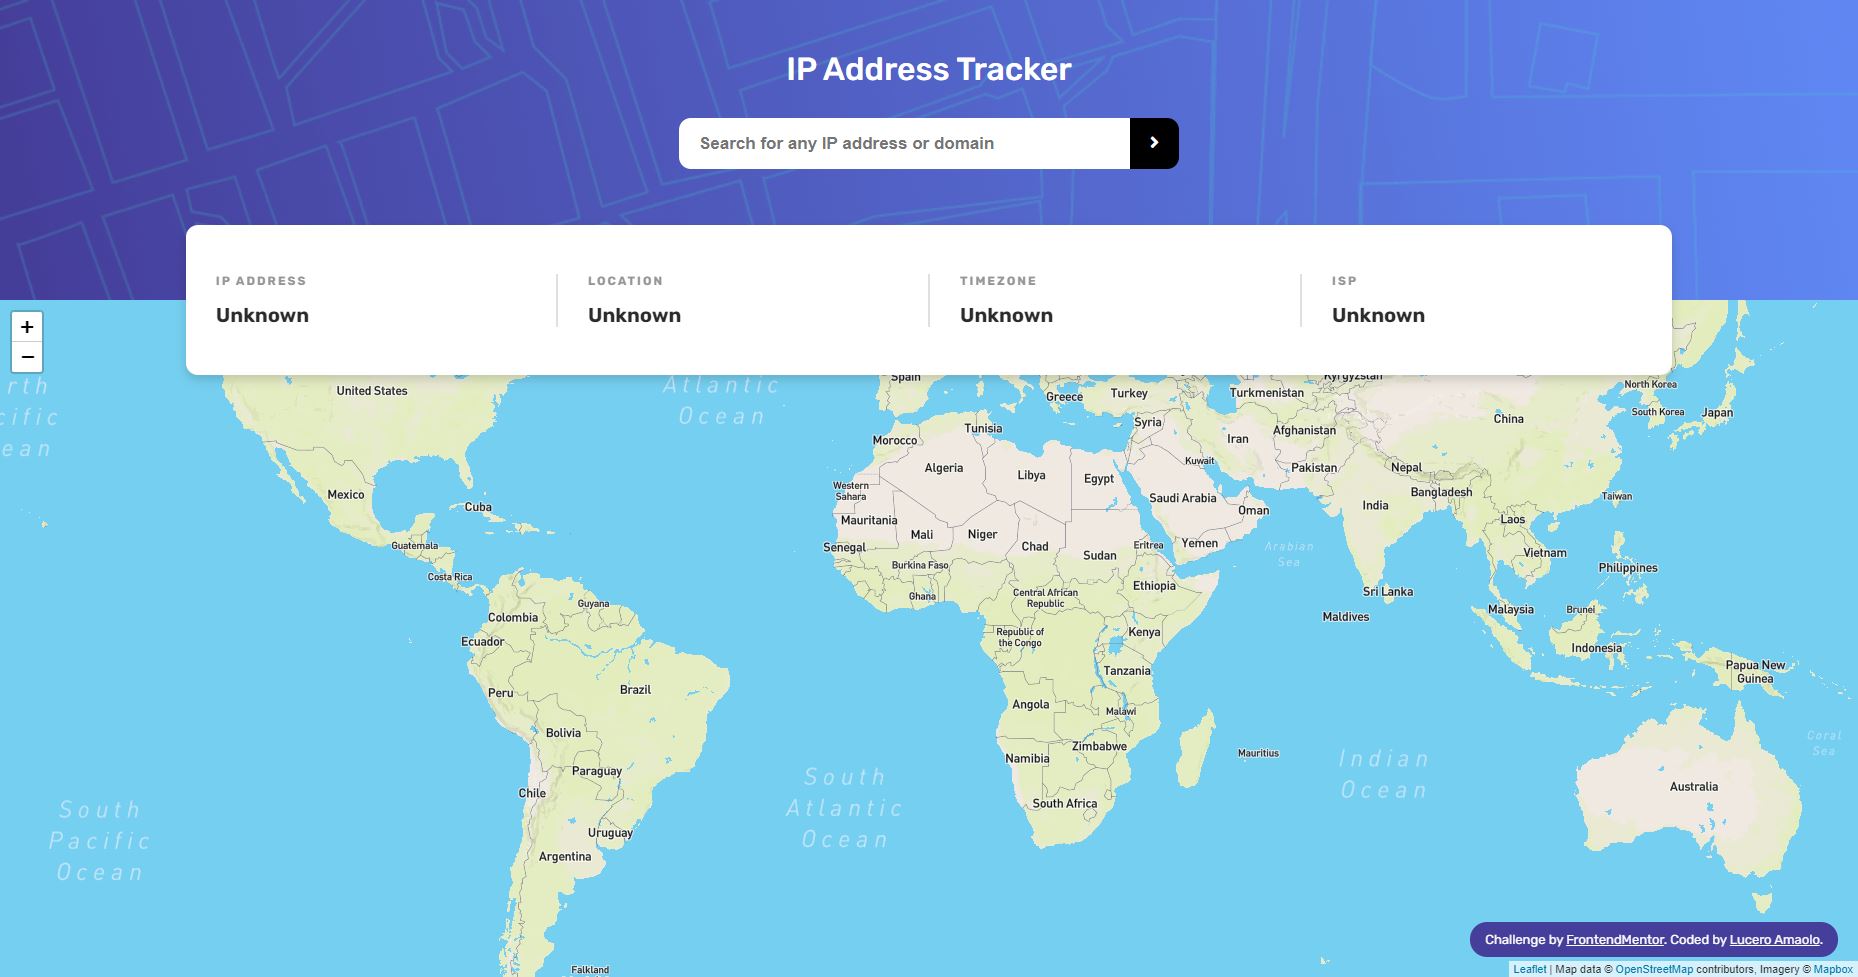 IP Address Tracker
Search for any IP address or domain
IP ADDRESS
Unknown
LOCATION
Unknown
TIMEZONE
Unknown
ISP
Unknown
+
−
rth
cific
ean
Atlantic
Ocean
United States
Spain
Greece
Turkey
Turkmenistan
Kyrgyzstan
North Korea
South Korea
Japan
China
Syria
Afghanistan
Iran
Tunisia
Morocco
Algeria
Libya
Egypt
Kuwait
Pakistan
Nepal
Bangladesh
Taiwan
Western
Sahara
Saudi Arabia
Oman
India
Laos
Mexico
Cuba
Mauritania
Mali
Niger
Chad
Sudan
Eritrea
Yemen
Arabian
Sea
Vietnam
Philippines
Guatemala
Senegal
Burkina Faso
Costa Rica
Ghana
Central African
Republic
Ethiopia
Sri Lanka
Maldives
Malaysia
Brunei
Guyana
Colombia
Ecuador
Republic of
the Congo
Kenya
Indonesia
Papua New
Guinea
Tanzania
Peru
Brazil
Angola
Malawi
Bolivia
Zimbabwe
Mauritius
Coral
Sea
Namibia
Indian
Ocean
Paraguay
Chile
South
Atlantic
Ocean
South Africa
Australia
South
Pacific
Ocean
Uruguay
Argentina
Falkland
Challenge by FrontendMentor. Coded by Lucero Amaolo.
Leaflet | Map data © OpenStreetMap contributors, Imagery © Mapbox